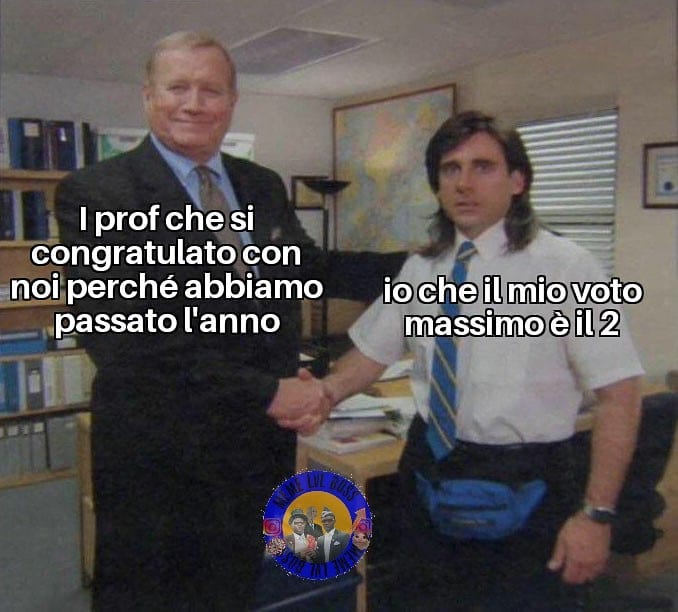 I prof che si
congratulato con
noi perché abbiamo
passato l'anno
io che il mio voto
massimo è il 2